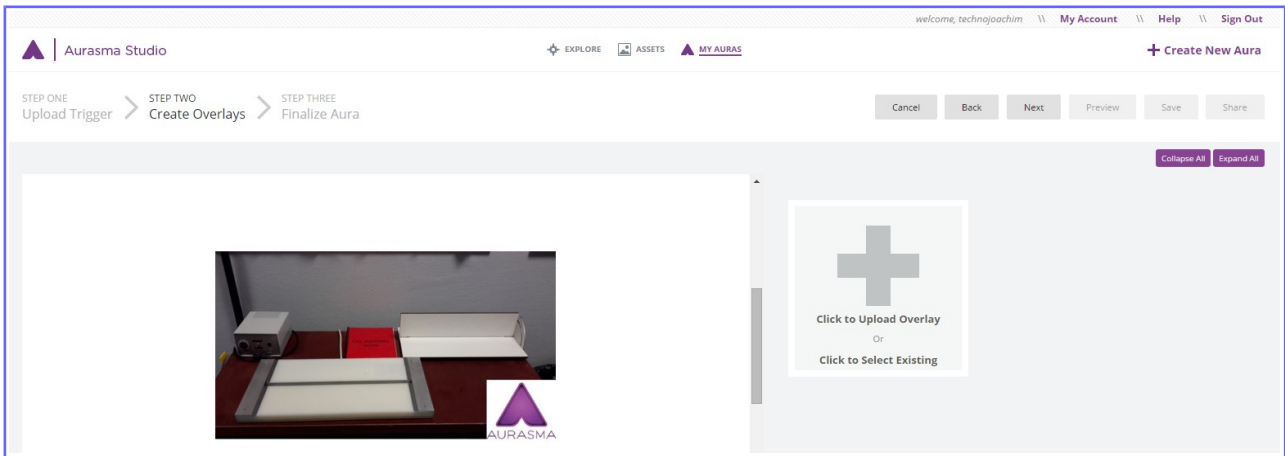 welcome, technojoachim \\ My Account \\ Help \\ Sign Out
Aurasma Studio
EXPLORE ASSETS MY AURAS
+ Create New Aura
STEP ONE STEP TWO STEP THREE
Upload Trigger Create Overlays Finalize Aura
Cancel Back Next Preview Save Share
Collapse All Expand All
Click to Upload Overlay
Or
Click to Select Existing
AURASMA